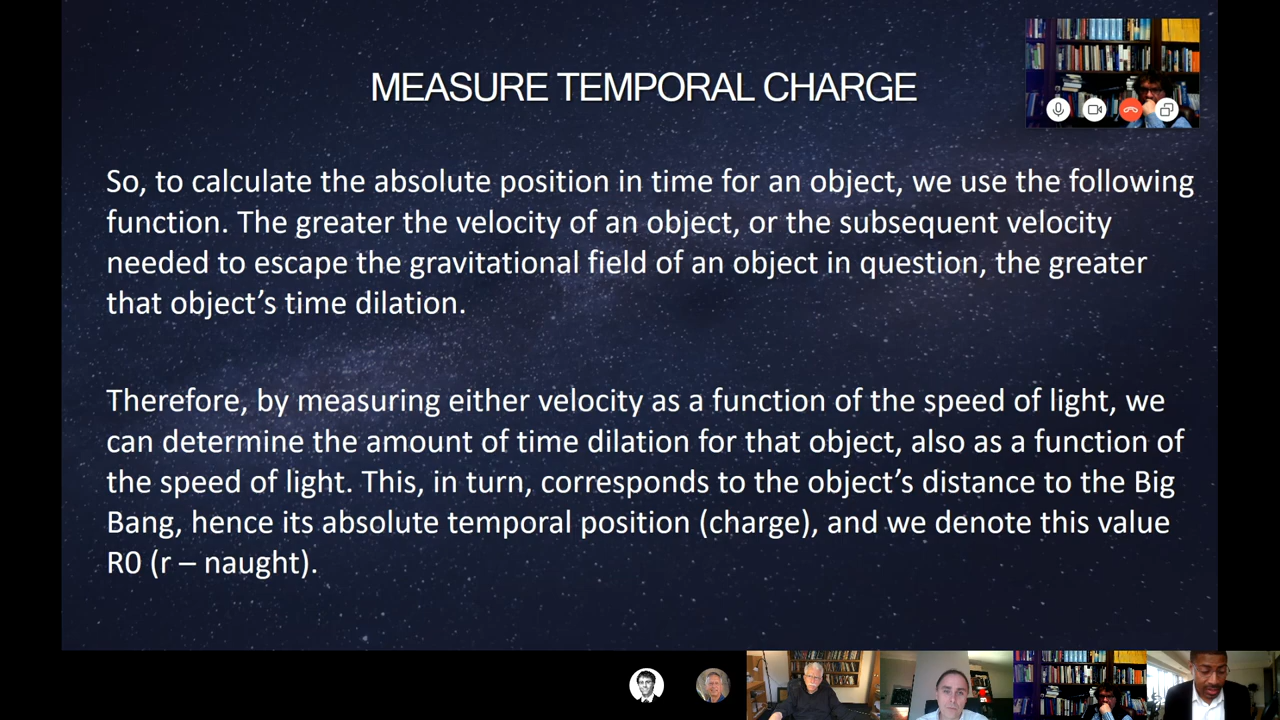 MEASURE TEMPORAL CHARGE
So, to calculate the absolute position in time for an object, we use the following
function. The greater the velocity of an object, or the subsequent velocity
needed to escape the gravitational field of an object in question, the greater
that object’s time dilation.
Therefore, by measuring either velocity as a function of the speed of light, we
can determine the amount of time dilation for that object, also as a function of
the speed of light. This, in turn, corresponds to the object’s distance to the Big
Bang, hence its absolute temporal position (charge), and we denote this value
R0 (r – naught).